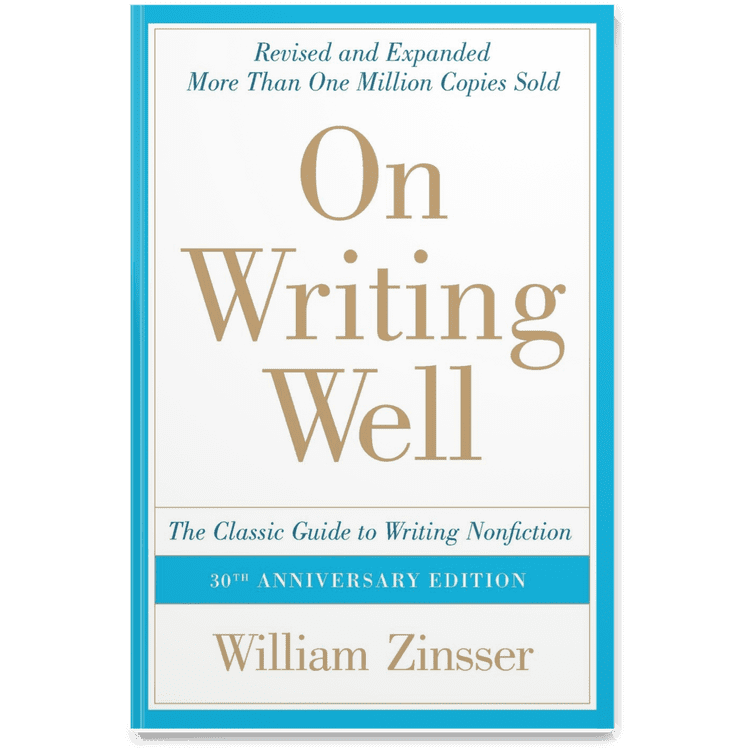 Revised and Expanded
More Than One Million Copies Sold
On
Writing
Well
The Classic Guide to Writing Nonfiction
30TH ANNIVERSARY EDITION
William Zinsser